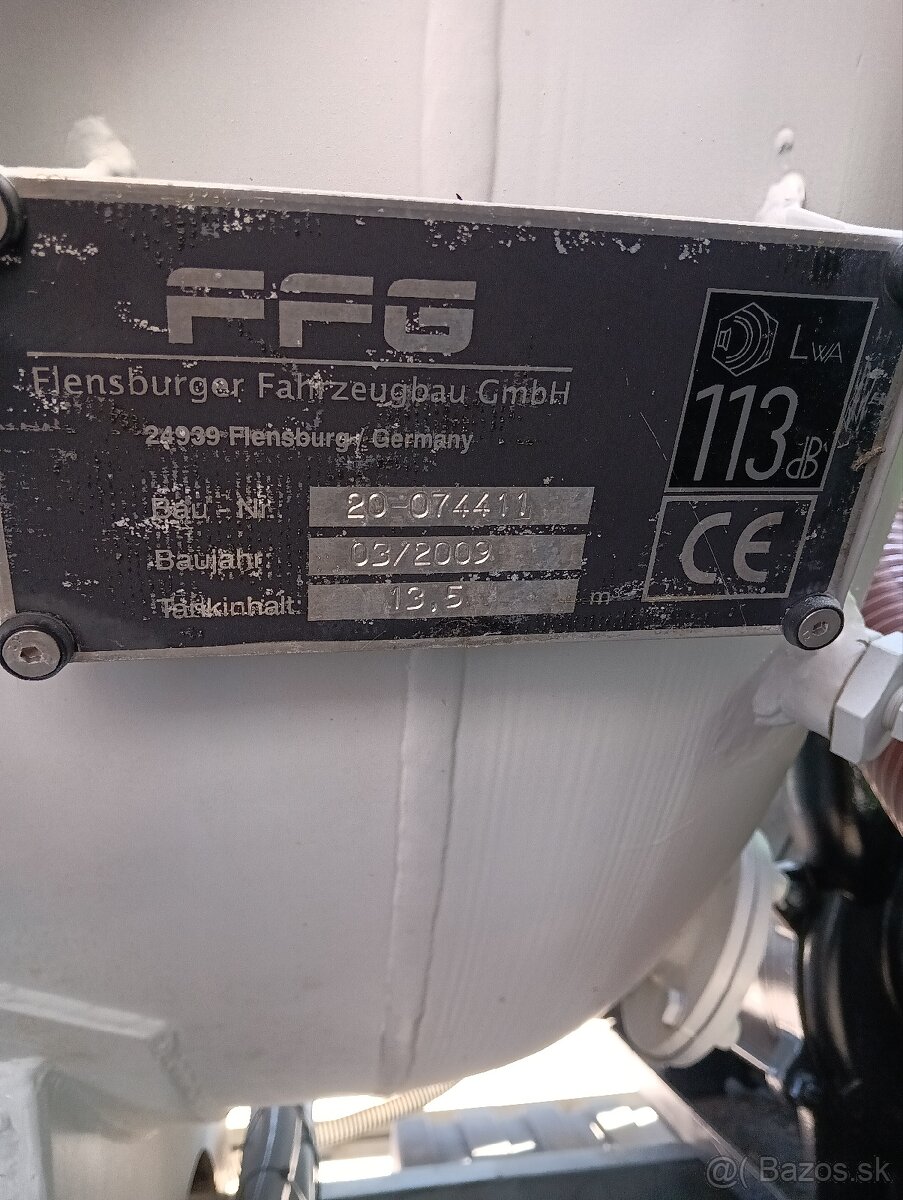 FFG
Flensburger Fahrzeugbau GmbH
24939 Flensburg / Germany
Bau - Nr. 20-074411
Baujahr: 03/2009
Tankinhalt 13,5 m
LWA
113 dB
CE
@( Bazos.sk